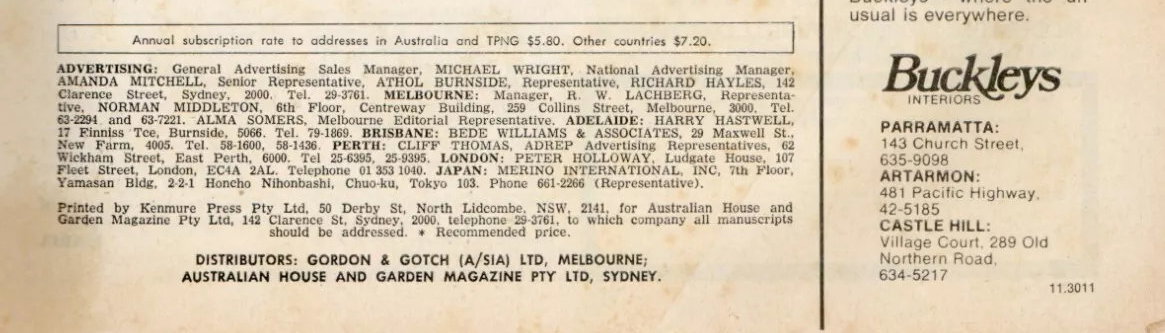 Annual subscription rate to addresses in Australia and TPNG $5.80. Other countries $7.20.
ADVERTISING: General Advertising Sales Manager, MICHAEL WRIGHT, National Advertising Manager,
AMANDA MITCHELL, Senior Representative, ATHOL BURNSIDE, Representative, RICHARD HAYLES, 142
Clarence Street, Sydney, 2000. Tel. 29-3761. MELBOURNE: Manager, R. W. LACHBERG, Representa-
tive, NORMAN MIDDLETON, 6th Floor, Centreway Building, 259 Collins Street, Melbourne, 3000. Tel.
63-2294 and 63-7221. ALMA SOMERS, Melbourne Editorial Representative. ADELAIDE: HARRY HASTWELL,
17 Finniss Tce, Burnside, 5066. Tel. 79-1869. BRISBANE: BEDE WILLIAMS & ASSOCIATES, 29 Maxwell St.,
New Farm, 4005. Tel. 58-1600, 58-1436. PERTH: CLIFF THOMAS, ADREP Advertising Representatives, 62
Wickham Street, East Perth, 6000. Tel 25-6395, 25-9395. LONDON: PETER HOLLOWAY, Ludgate House, 107
Fleet Street, London, EC4A 2AL. Telephone 01 353 1040. JAPAN: MERINO INTERNATIONAL, INC, 7th Floor,
Yamasan Bldg, 2-2-1 Honcho Nihonbashi, Chuo-ku, Tokyo 103. Phone 661-2266 (Representative).
Printed by Kenmure Press Pty Ltd, 50 Derby St, North Lidcombe, NSW, 2141, for Australian House and
Garden Magazine Pty Ltd, 142 Clarence St, Sydney, 2000, telephone 29-3761, to which company all manuscripts
should be addressed. * Recommended price.
DISTRIBUTORS: GORDON & GOTCH (A/SIA) LTD, MELBOURNE;
AUSTRALIAN HOUSE AND GARDEN MAGAZINE PTY LTD, SYDNEY.
usual is everywhere.
Buckleys
INTERIORS
PARRAMATTA:
143 Church Street,
635-9098
ARTARMON:
481 Pacific Highway,
42-5185
CASTLE HILL:
Village Court, 289 Old
Northern Road,
634-5217
11.3011